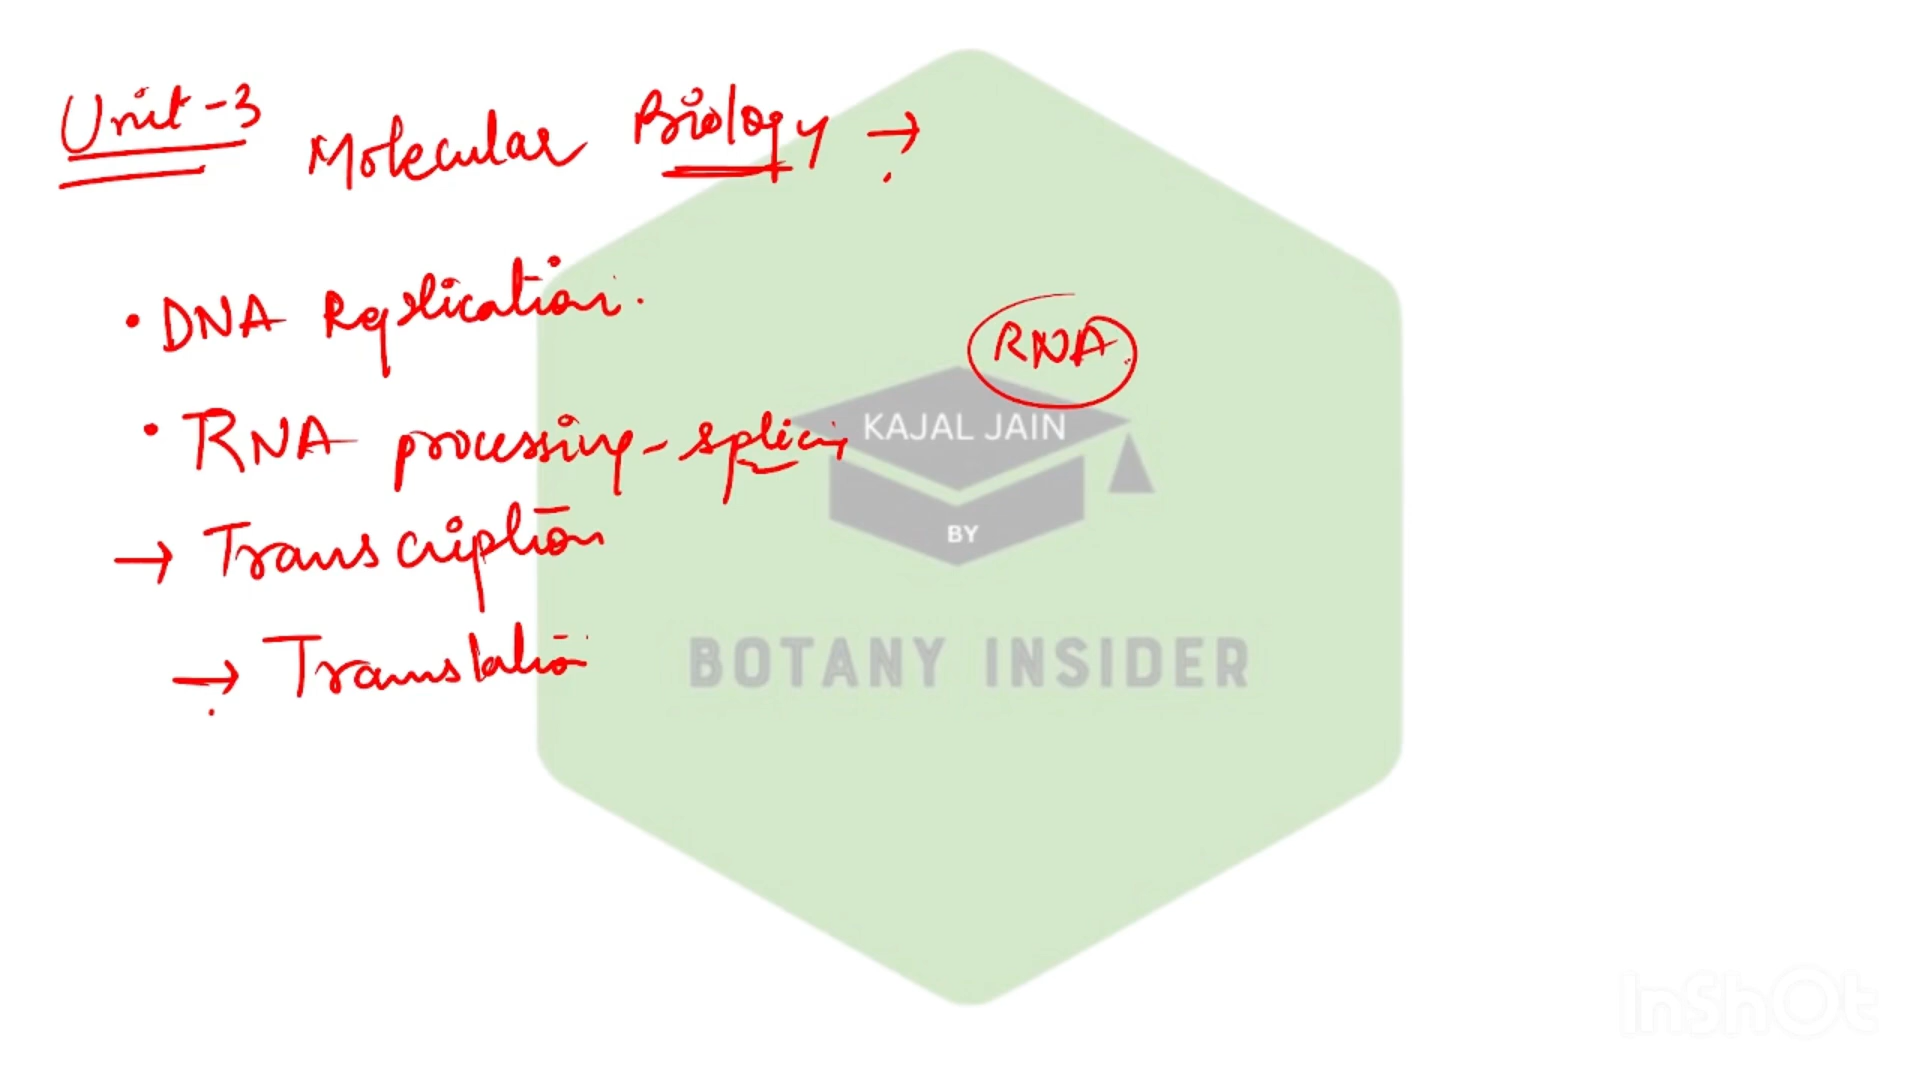 Unit-3 Molecular Biology →
• DNA Replication.
RNA
• RNA processing - splicing
KAJAL JAIN
→ Transcription
BY
→ Translation
BOTANY INSIDER
InShOt